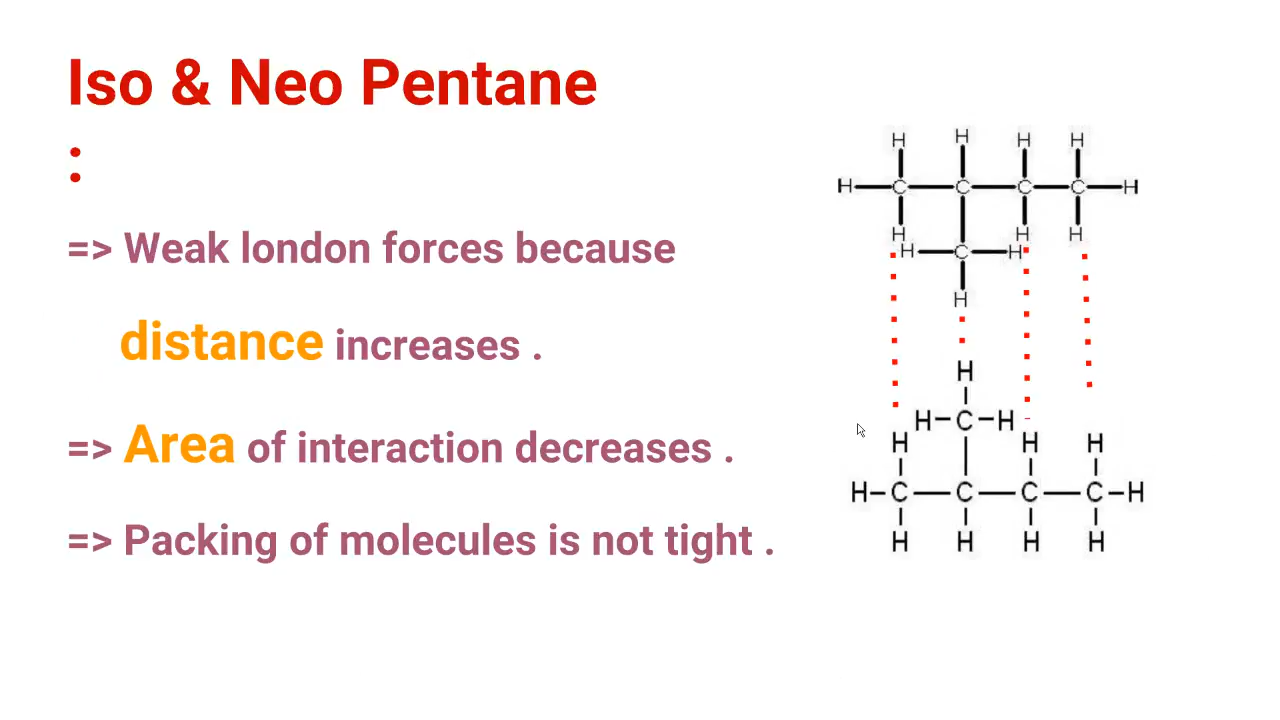 Iso & Neo Pentane
:
=> Weak london forces because
distance increases .
=> Area of interaction decreases .
=> Packing of molecules is not tight .
H H H H
H C C C C H
H H H
H C H
H
H
H–C–H
H H H
H–C–C–C–C–H
H H H H